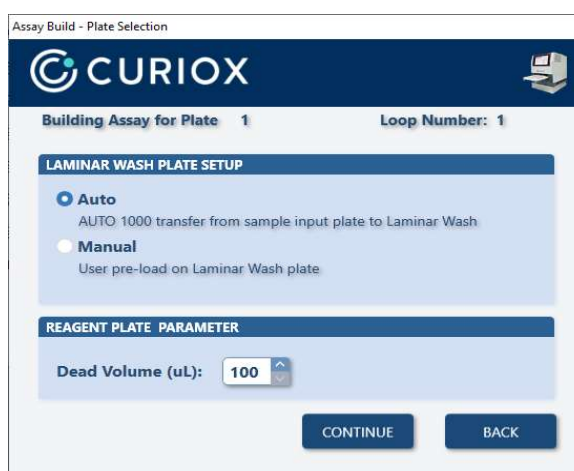 Assay Build - Plate Selection
CURIOX
Building Assay for Plate 1 Loop Number: 1
LAMINAR WASH PLATE SETUP
Auto
AUTO 1000 transfer from sample input plate to Laminar Wash
Manual
User pre-load on Laminar Wash plate
REAGENT PLATE PARAMETER
Dead Volume (uL): 100
CONTINUE BACK